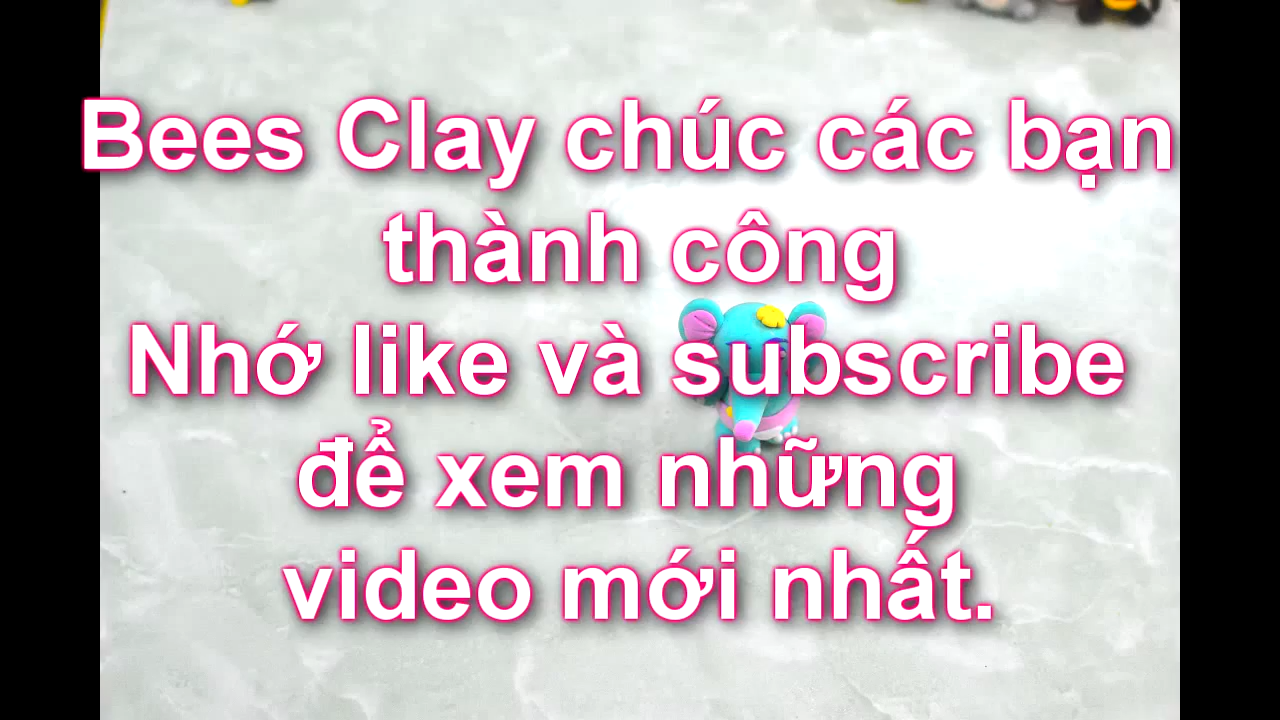 Bees Clay chúc các bạn
thành công
Nhớ like và subscribe
để xem những
video mới nhất.